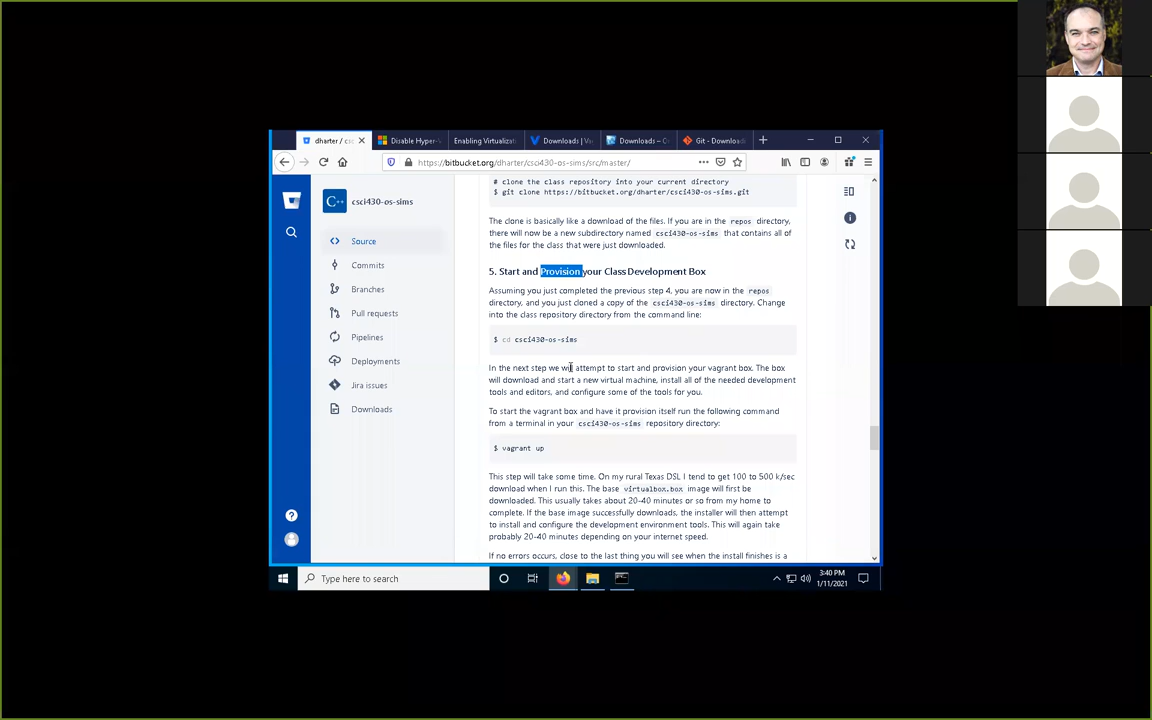 dharter / csc
Disable Hyper-
Enabling Virtualizat
Downloads | Va
Downloads – O
Git - Downloads
https://bitbucket.org/dharter/csci430-os-sims/src/master/
csci430-os-sims
Source
Commits
Branches
Pull requests
Pipelines
Deployments
Jira issues
Downloads
# clone the class repository into your current directory
$ git clone https://bitbucket.org/dharter/csci430-os-sims.git
The clone is basically like a download of the files. If you are in the repos directory,
there will now be a new subdirectory named csci430-os-sims that contains all of
the files for the class that were just downloaded.
5. Start and Provision your Class Development Box
Assuming you just completed the previous step 4, you are now in the repos
directory, and you just cloned a copy of the csci430-os-sims directory. Change
into the class repository directory from the command line:
$ cd csci430-os-sims
In the next step we will attempt to start and provision your vagrant box. The box
will download and start a new virtual machine, install all of the needed development
tools and editors, and configure some of the tools for you.
To start the vagrant box and have it provision itself run the following command
from a terminal in your csci430-os-sims repository directory:
$ vagrant up
This step will take some time. On my rural Texas DSL I tend to get 100 to 500 k/sec
download when I run this. The base virtualbox.box image will first be
downloaded. This usually takes about 20-40 minutes or so from my home to
complete. If the base image successfully downloads, the installer will then attempt
to install and configure the development environment tools. This will again take
probably 20-40 minutes depending on your internet speed.
If no errors occurs, close to the last thing you will see when the install finishes is a
Type here to search
3:40 PM
1/11/2021